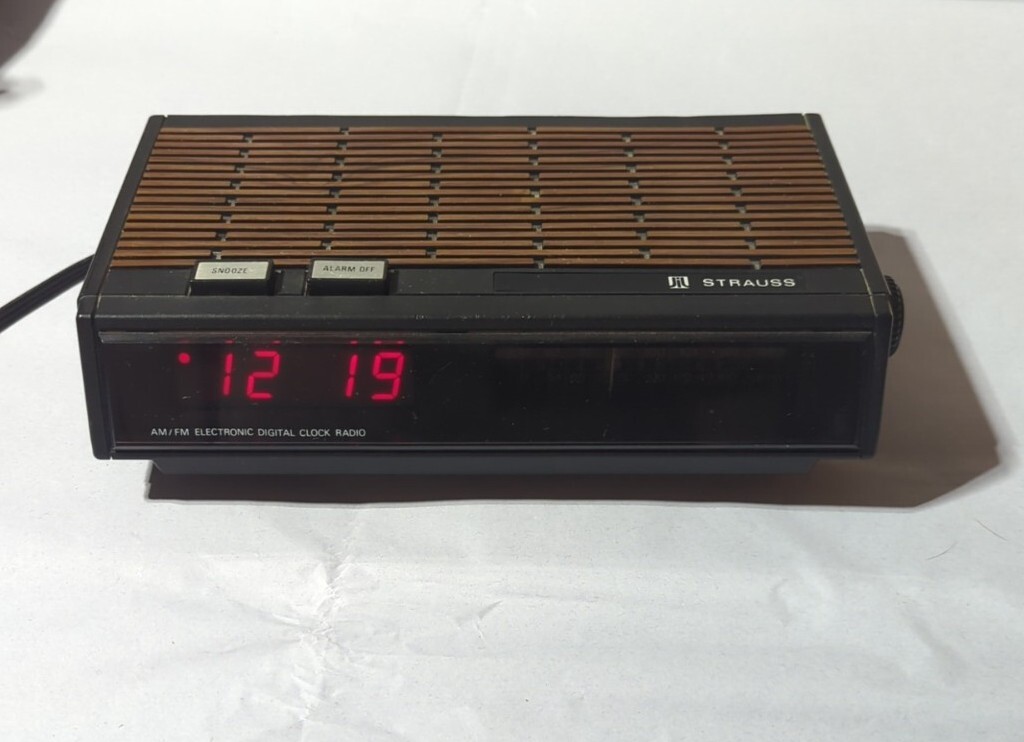 SNOOZE
ALARM OFF
STRAUSS
12 19
AM/FM ELECTRONIC DIGITAL CLOCK RADIO